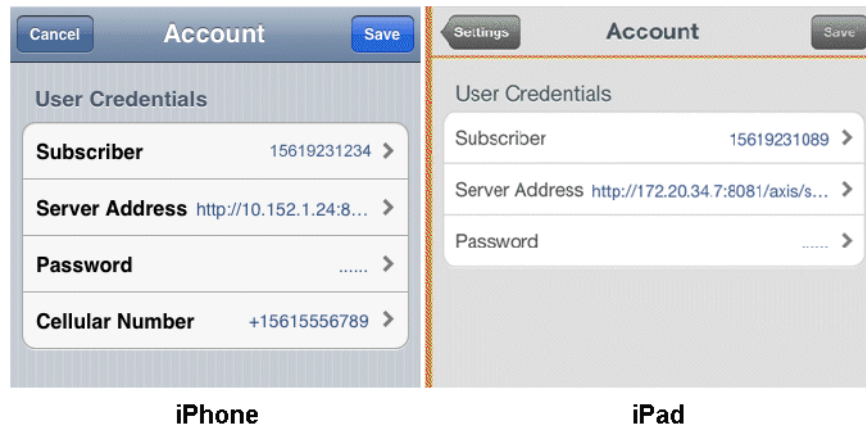 Cancel Account Save
User Credentials
Subscriber 15619231234
Server Address http://10.152.1.24:8...
Password ......
Cellular Number +15615556789
iPhone
Settings Account Save
User Credentials
Subscriber 15619231089
Server Address http://172.20.34.7:8081/axis/s...
Password ......
iPad